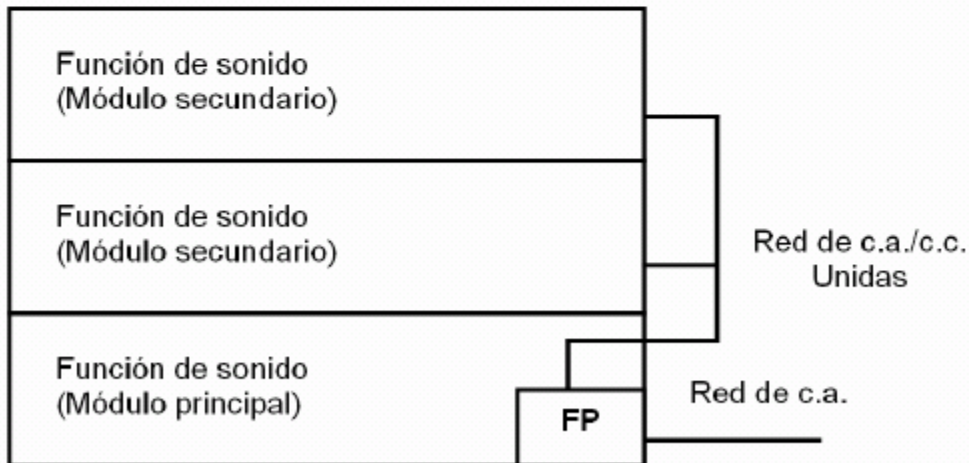 Función de sonido
(Módulo secundario)
Función de sonido
(Módulo secundario)
Red de c.a./c.c.
Unidas
Función de sonido
(Módulo principal)
FP
Red de c.a.